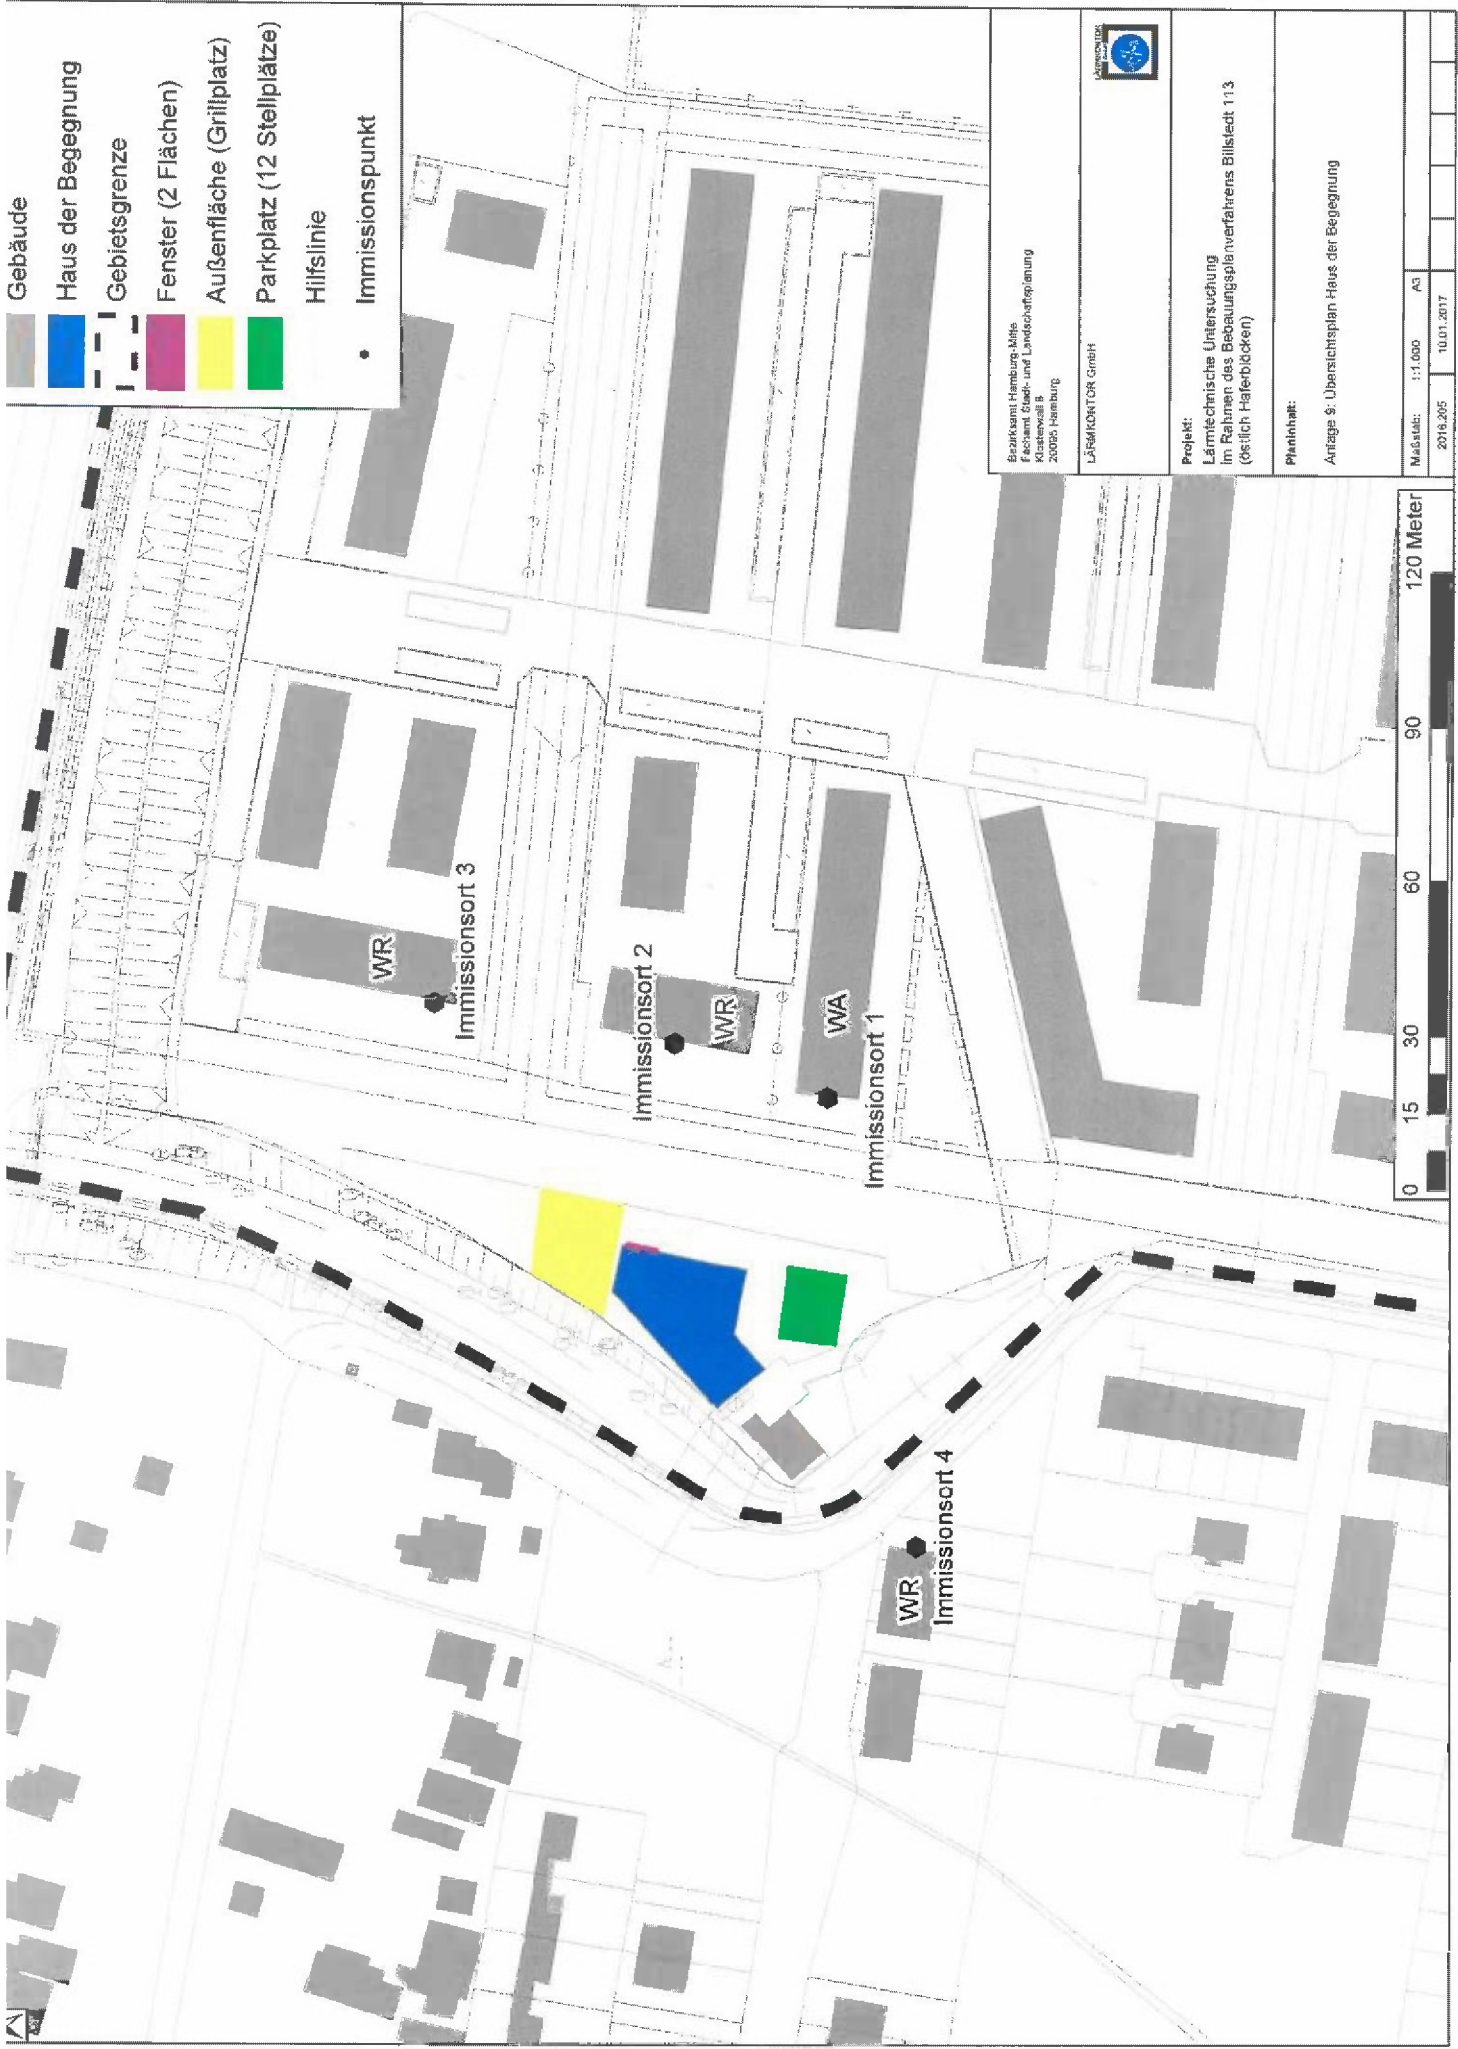 Gebäude
Haus der Begegnung
Gebietsgrenze
Fenster (2 Flächen)
Außenfläche (Grillplatz)
Parkplatz (12 Stellplätze)
Hilfslinie
Immissionspunkt
WR
Immissionsort 3
Immissionsort 2
WR
WA
Immissionsort 1
WR
Immissionsort 4
Bezirksamt Hamburg-Mitte
Fachamt Stadt- und Landschaftsplanung
Klosterwall 8
20095 Hamburg
LÄRMKONTOR GmbH
LÄRMKONTOR
Projekt:
Lärmtechnische Untersuchung
im Rahmen des Bebauungsplanverfahrens Billstedt 113
(östlich Haferblöcken)
Planinhalt:
Anlage 9: Übersichtsplan Haus der Begegnung
Maßstab: 1:1.000 A3
2016.205 10.01.2017
0 15 30 60 90 120 Meter